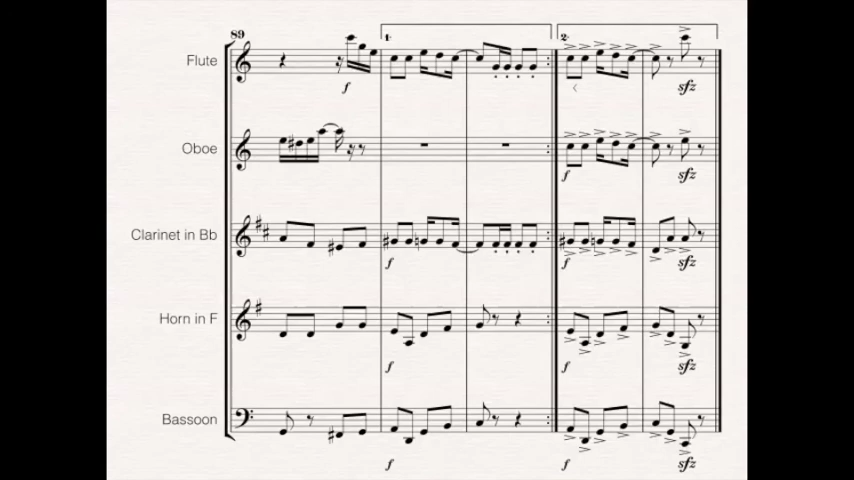 89
1.
2.
Flute
f
sfz
Oboe
f
sfz
Clarinet in Bb
f
f
sfz
Horn in F
f
f
sfz
Bassoon
f
f
sfz